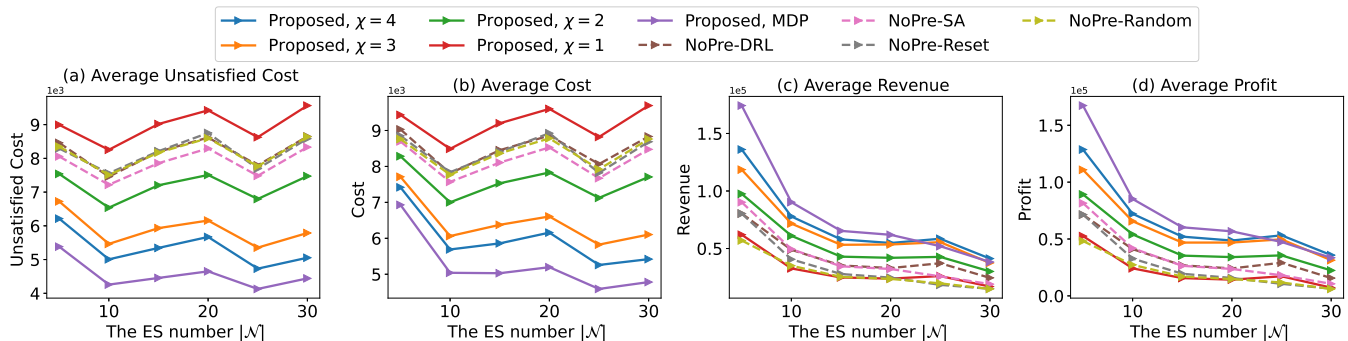 Proposed, χ = 4
Proposed, χ = 3
Proposed, χ = 2
Proposed, χ = 1
Proposed, MDP
NoPre-DRL
NoPre-SA
NoPre-Reset
NoPre-Random
(a) Average Unsatisfied Cost
1e3
9
8
7
6
5
4
Unsatisfied Cost
10
20
30
The ES number |𝒩|
(b) Average Cost
1e3
9
8
7
6
5
Cost
10
20
30
The ES number |𝒩|
(c) Average Revenue
1e5
1.5
1.0
0.5
Revenue
10
20
30
The ES number |𝒩|
(d) Average Profit
1e5
1.5
1.0
0.5
0.0
Profit
10
20
30
The ES number |𝒩|